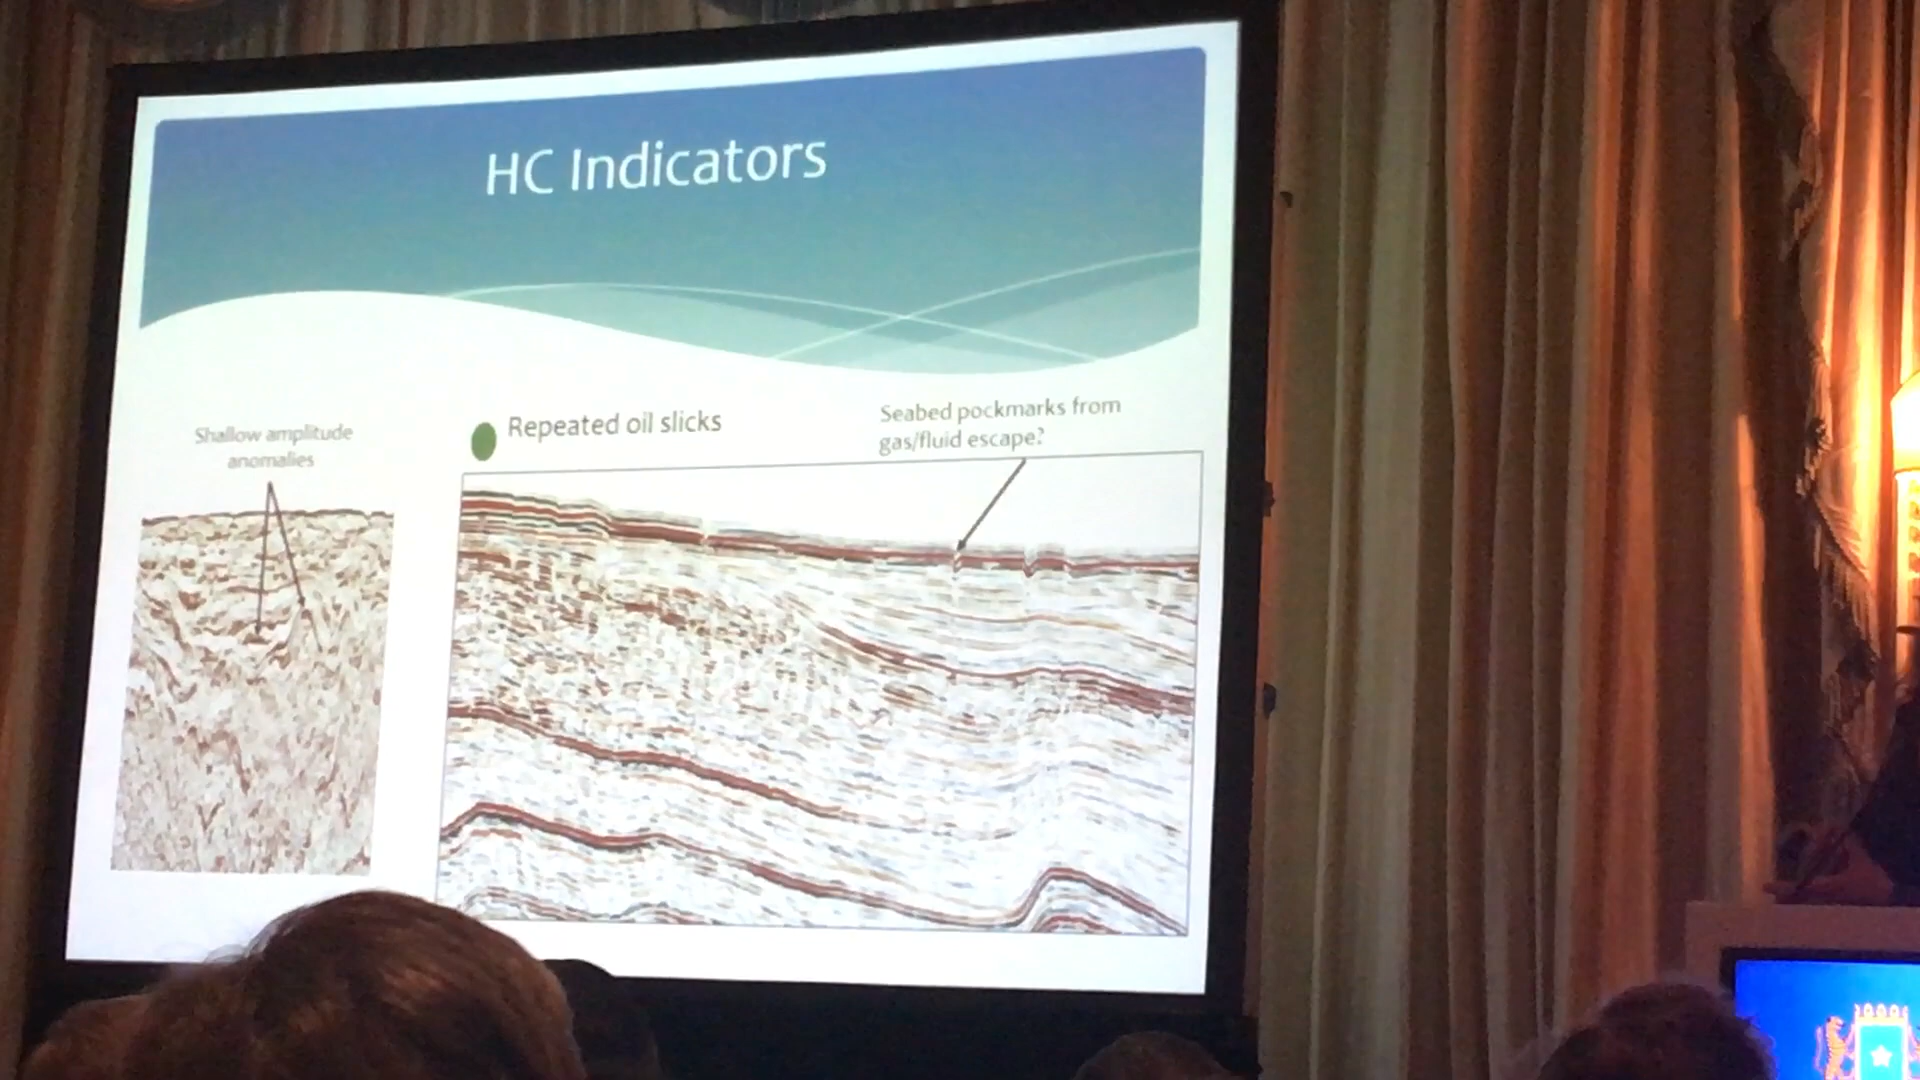 HC Indicators
Shallow amplitude
anomalies
Repeated oil slicks
Seabed pockmarks from
gas/fluid escape?